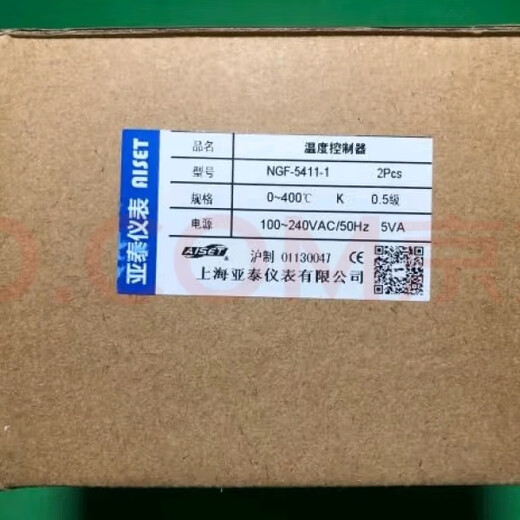 亚泰仪表 AISET
品名 温度控制器
型号 NGF-5411-1 2Pcs
规格 0~400℃ K 0.5级
电源 100~240VAC/50Hz 5VA
AISET 沪制 01130047 CE
上海亚泰仪表有限公司